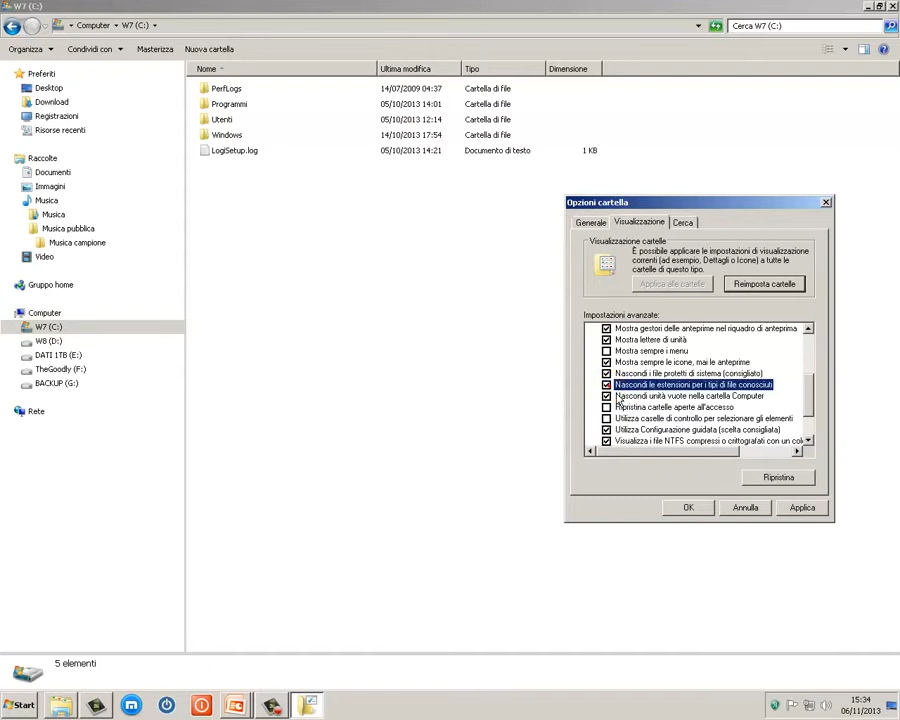 W7 (C:)
Computer
W7 (C:)
Cerca W7 (C:)
Organizza
Condividi con
Masterizza
Nuova cartella
Preferiti
Desktop
Download
Registrazioni
Risorse recenti
Raccolte
Documenti
Immagini
Musica
Musica
Musica pubblica
Musica campione
Video
Gruppo home
Computer
W7 (C:)
W8 (D:)
DATI 1TB (E:)
TheGoodly (F:)
BACKUP (G:)
Rete
Nome Ultima modifica Tipo Dimensione
PerfLogs 14/07/2009 04:37 Cartella di file
Programmi 05/10/2013 14:01 Cartella di file
Utenti 05/10/2013 12:14 Cartella di file
Windows 14/10/2013 17:54 Cartella di file
LogiSetup.log 05/10/2013 14:21 Documento di testo 1 KB
Opzioni cartella
Generale Visualizzazione Cerca
Visualizzazione cartelle
È possibile applicare le impostazioni di visualizzazione
correnti (ad esempio, Dettagli o Icone) a tutte le
cartelle di questo tipo.
Applica alle cartelle Reimposta cartelle
Impostazioni avanzate:
Mostra gestori delle anteprime nel riquadro di anteprima
Mostra lettere di unità
Mostra sempre i menu
Mostra sempre le icone, mai le anteprime
Nascondi i file protetti di sistema (consigliato)
Nascondi le estensioni per i tipi di file conosciuti
Nascondi unità vuote nella cartella Computer
Ripristina cartelle aperte all'accesso
Utilizza caselle di controllo per selezionare gli elementi
Utilizza Configurazione guidata (scelta consigliata)
Visualizza i file NTFS compressi o crittografati con un colo
Ripristina
OK Annulla Applica
5 elementi
Start
15:34
06/11/2013